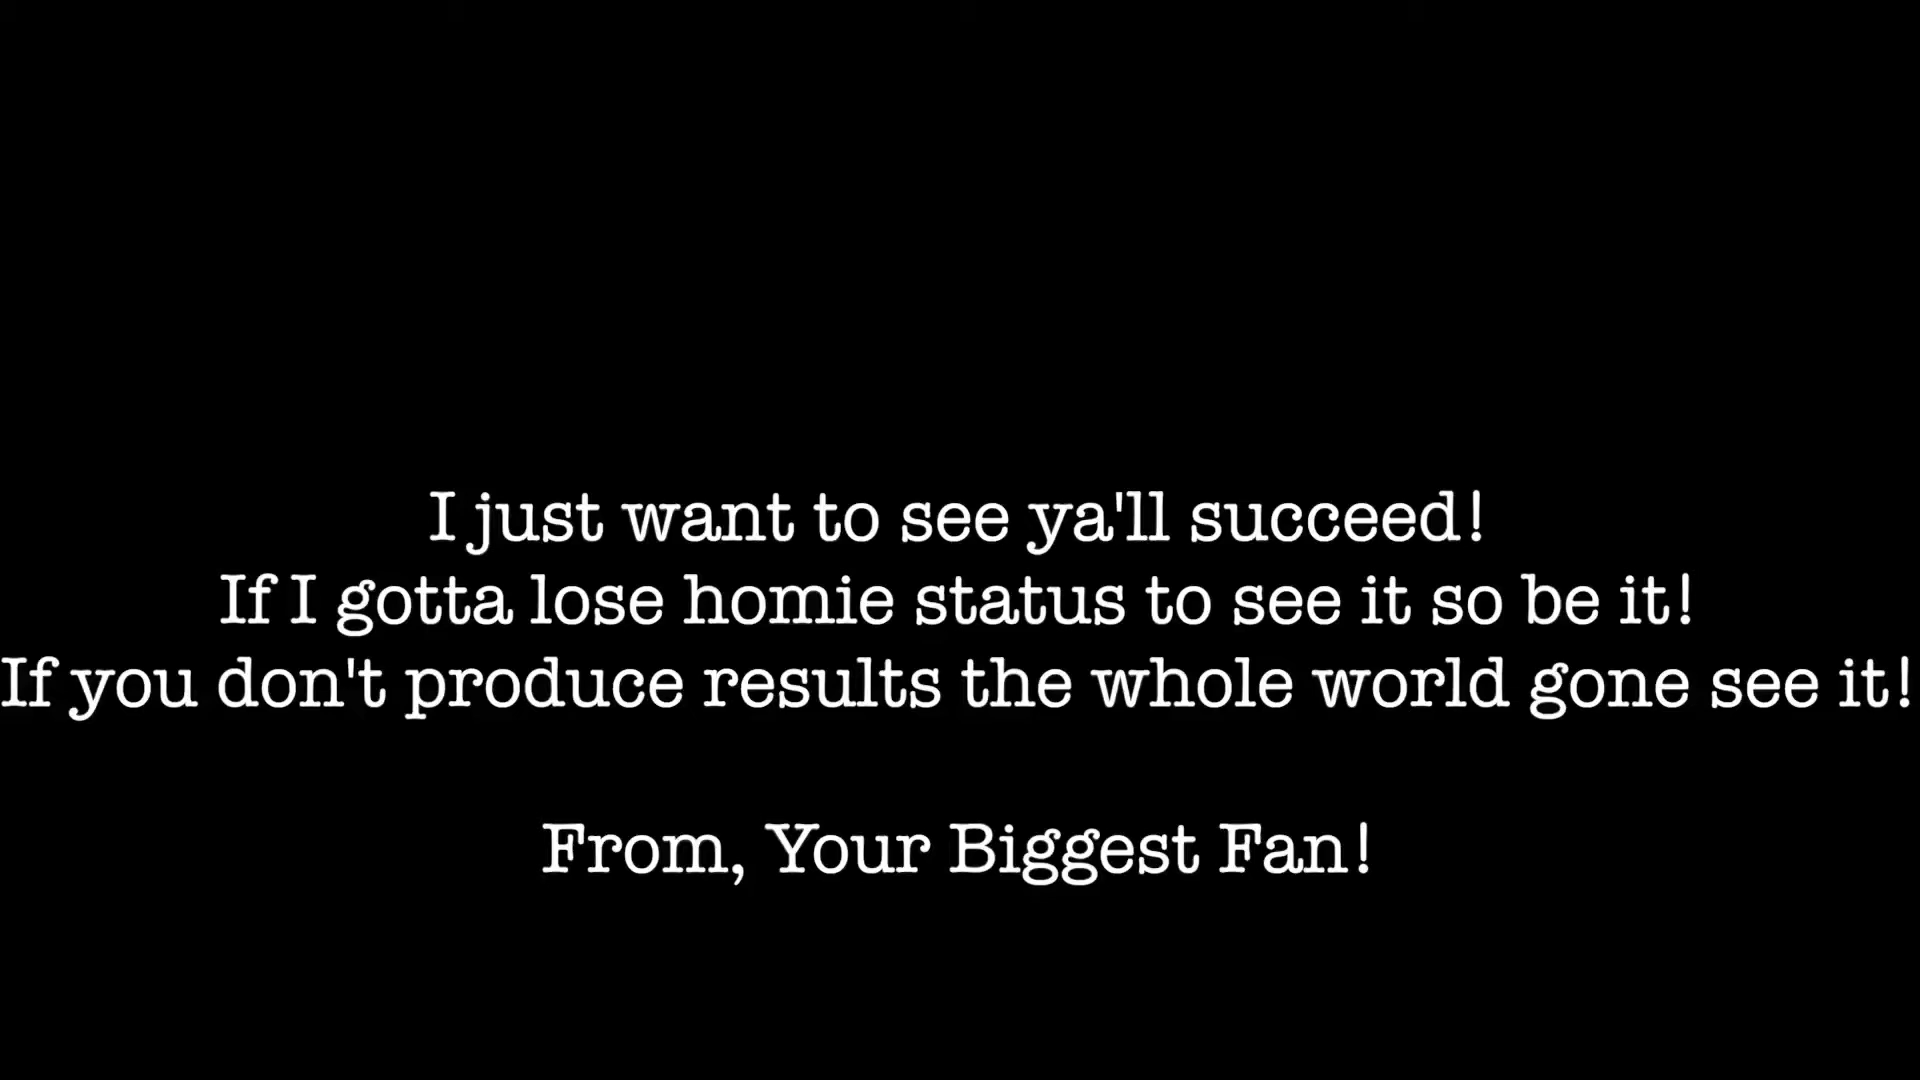 I just want to see ya'll succeed!
If I gotta lose homie status to see it so be it!
If you don't produce results the whole world gone see it!
From, Your Biggest Fan!